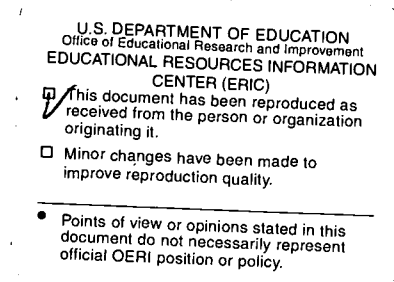 U.S. DEPARTMENT OF EDUCATION
Office of Educational Research and Improvement
EDUCATIONAL RESOURCES INFORMATION
CENTER (ERIC)
This document has been reproduced as
received from the person or organization
originating it.
□ Minor changes have been made to
improve reproduction quality.
• Points of view or opinions stated in this
document do not necessarily represent
official OERI position or policy.